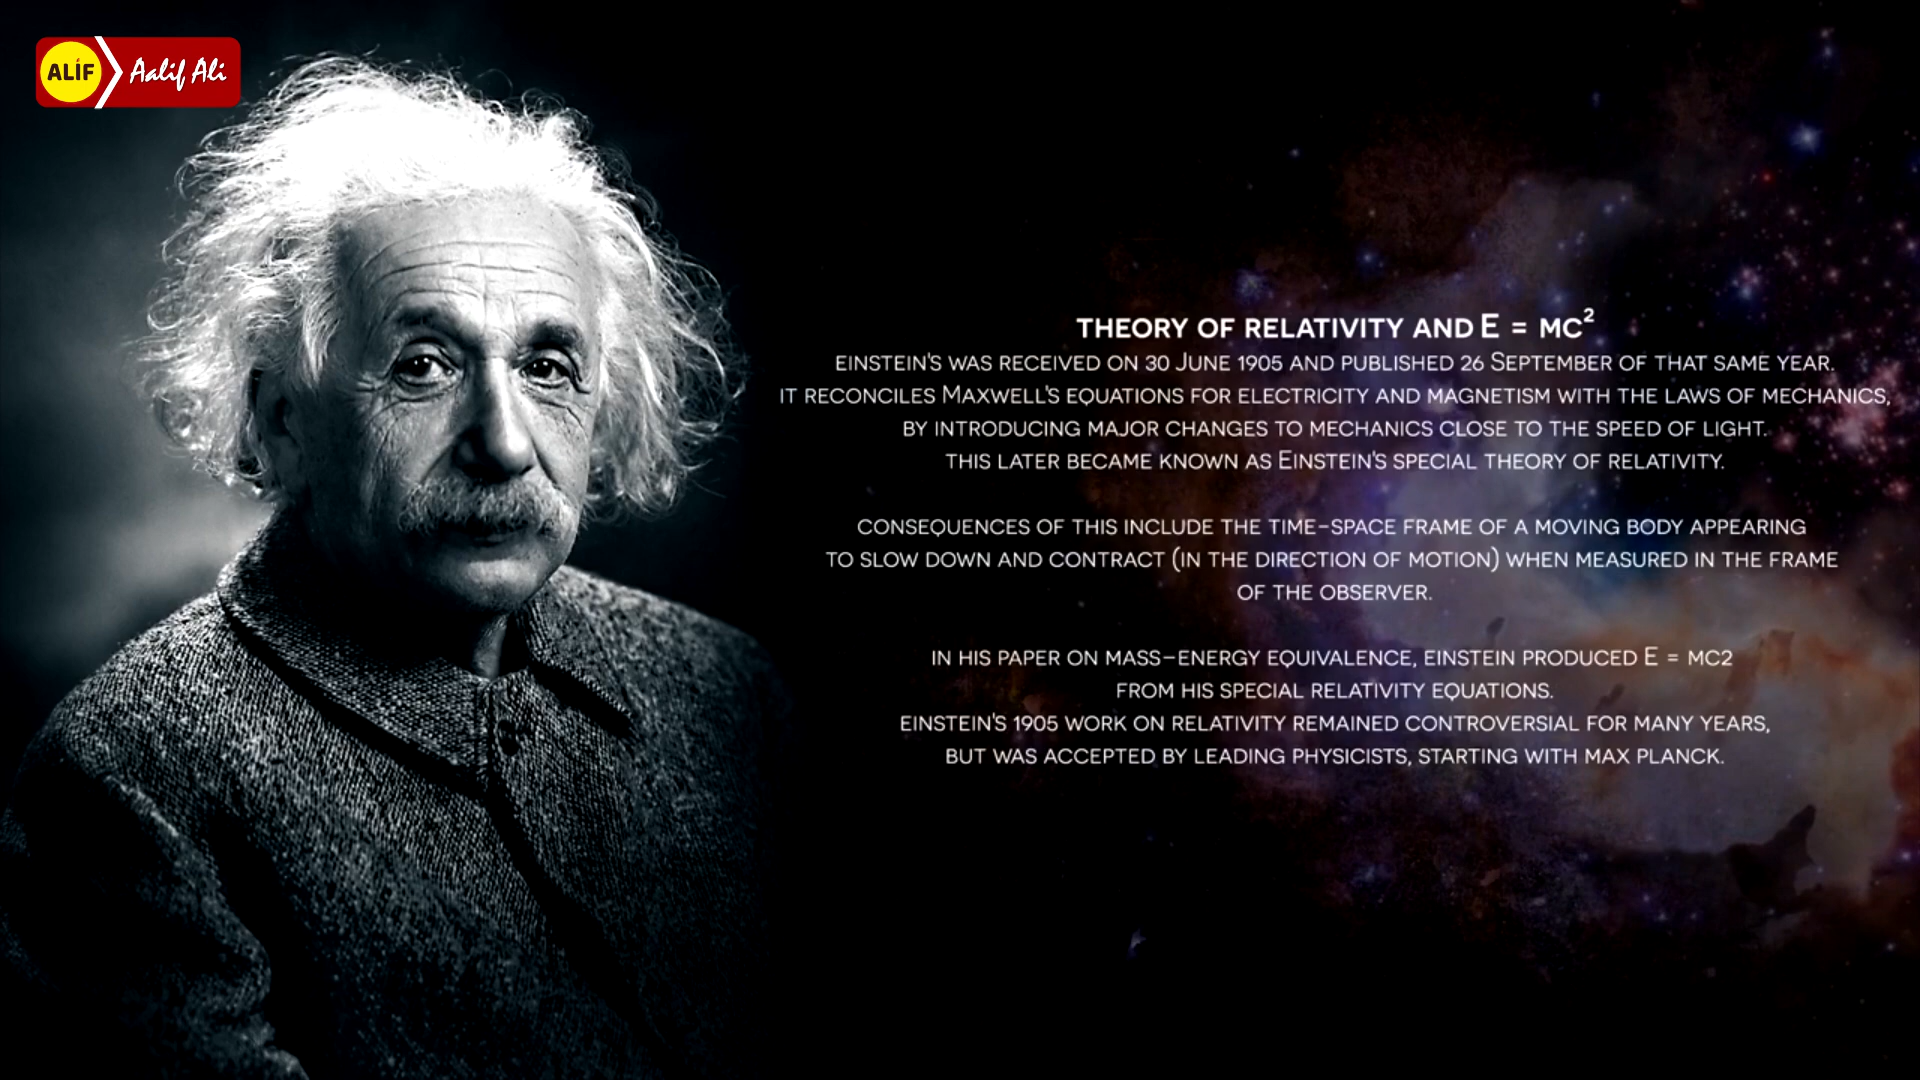 ALİF
Aalif Ali
THEORY OF RELATIVITY AND E = MC²
EINSTEIN'S WAS RECEIVED ON 30 JUNE 1905 AND PUBLISHED 26 SEPTEMBER OF THAT SAME YEAR.
IT RECONCILES MAXWELL'S EQUATIONS FOR ELECTRICITY AND MAGNETISM WITH THE LAWS OF MECHANICS,
BY INTRODUCING MAJOR CHANGES TO MECHANICS CLOSE TO THE SPEED OF LIGHT.
THIS LATER BECAME KNOWN AS EINSTEIN'S SPECIAL THEORY OF RELATIVITY.
CONSEQUENCES OF THIS INCLUDE THE TIME–SPACE FRAME OF A MOVING BODY APPEARING
TO SLOW DOWN AND CONTRACT (IN THE DIRECTION OF MOTION) WHEN MEASURED IN THE FRAME
OF THE OBSERVER.
IN HIS PAPER ON MASS–ENERGY EQUIVALENCE, EINSTEIN PRODUCED E = MC2
FROM HIS SPECIAL RELATIVITY EQUATIONS.
EINSTEIN'S 1905 WORK ON RELATIVITY REMAINED CONTROVERSIAL FOR MANY YEARS,
BUT WAS ACCEPTED BY LEADING PHYSICISTS, STARTING WITH MAX PLANCK.